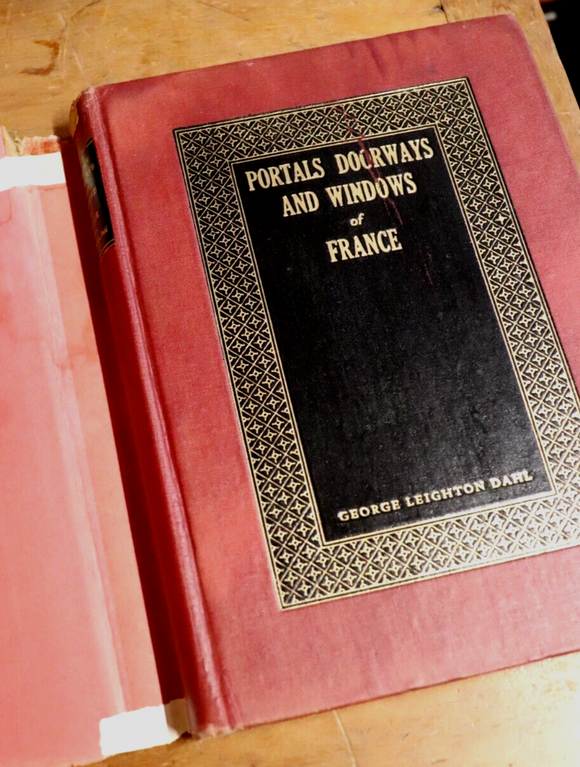 PORTALS DOORWAYS
AND WINDOWS
of
FRANCE
GEORGE LEIGHTON DAHL